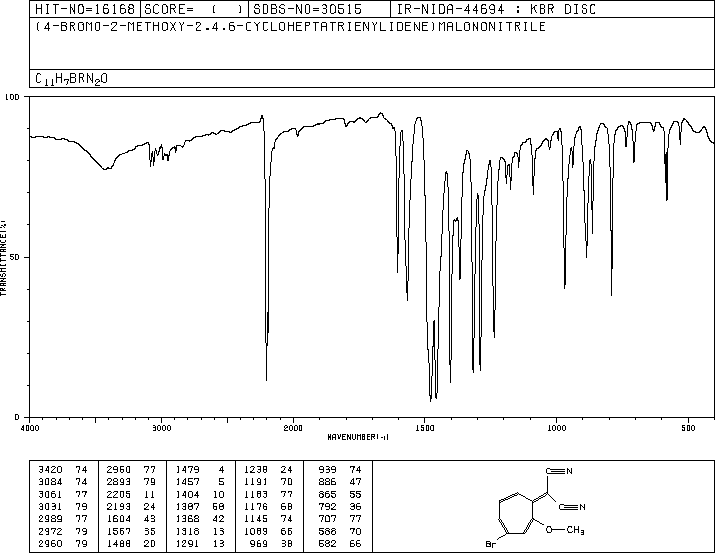 HIT-NO=16168 SCORE= ( ) SDBS-NO=30515 IR-NIDA-44694 : KBR DISC
(4-BROMO-2-METHOXY-2,4,6-CYCLOHEPTATRIENYLIDENE)MALONONITRILE
C11H7BRN2O
100
50
0
TRANSMITTANCE(%)
4000 3000 2000 1500 1000 500
WAVENUMBER(-1)
3420 74 2960 77 1479 4 1238 24 939 74
3084 74 2893 79 1457 5 1191 70 886 47
3061 77 2205 11 1404 10 1183 77 865 55
3031 79 2193 24 1387 58 1176 68 792 36
2989 77 1604 43 1368 42 1145 74 707 77
2972 79 1567 35 1318 13 1089 66 588 70
2960 79 1488 20 1291 13 969 38 582 66
C≡N
C≡N
O—CH3
Br